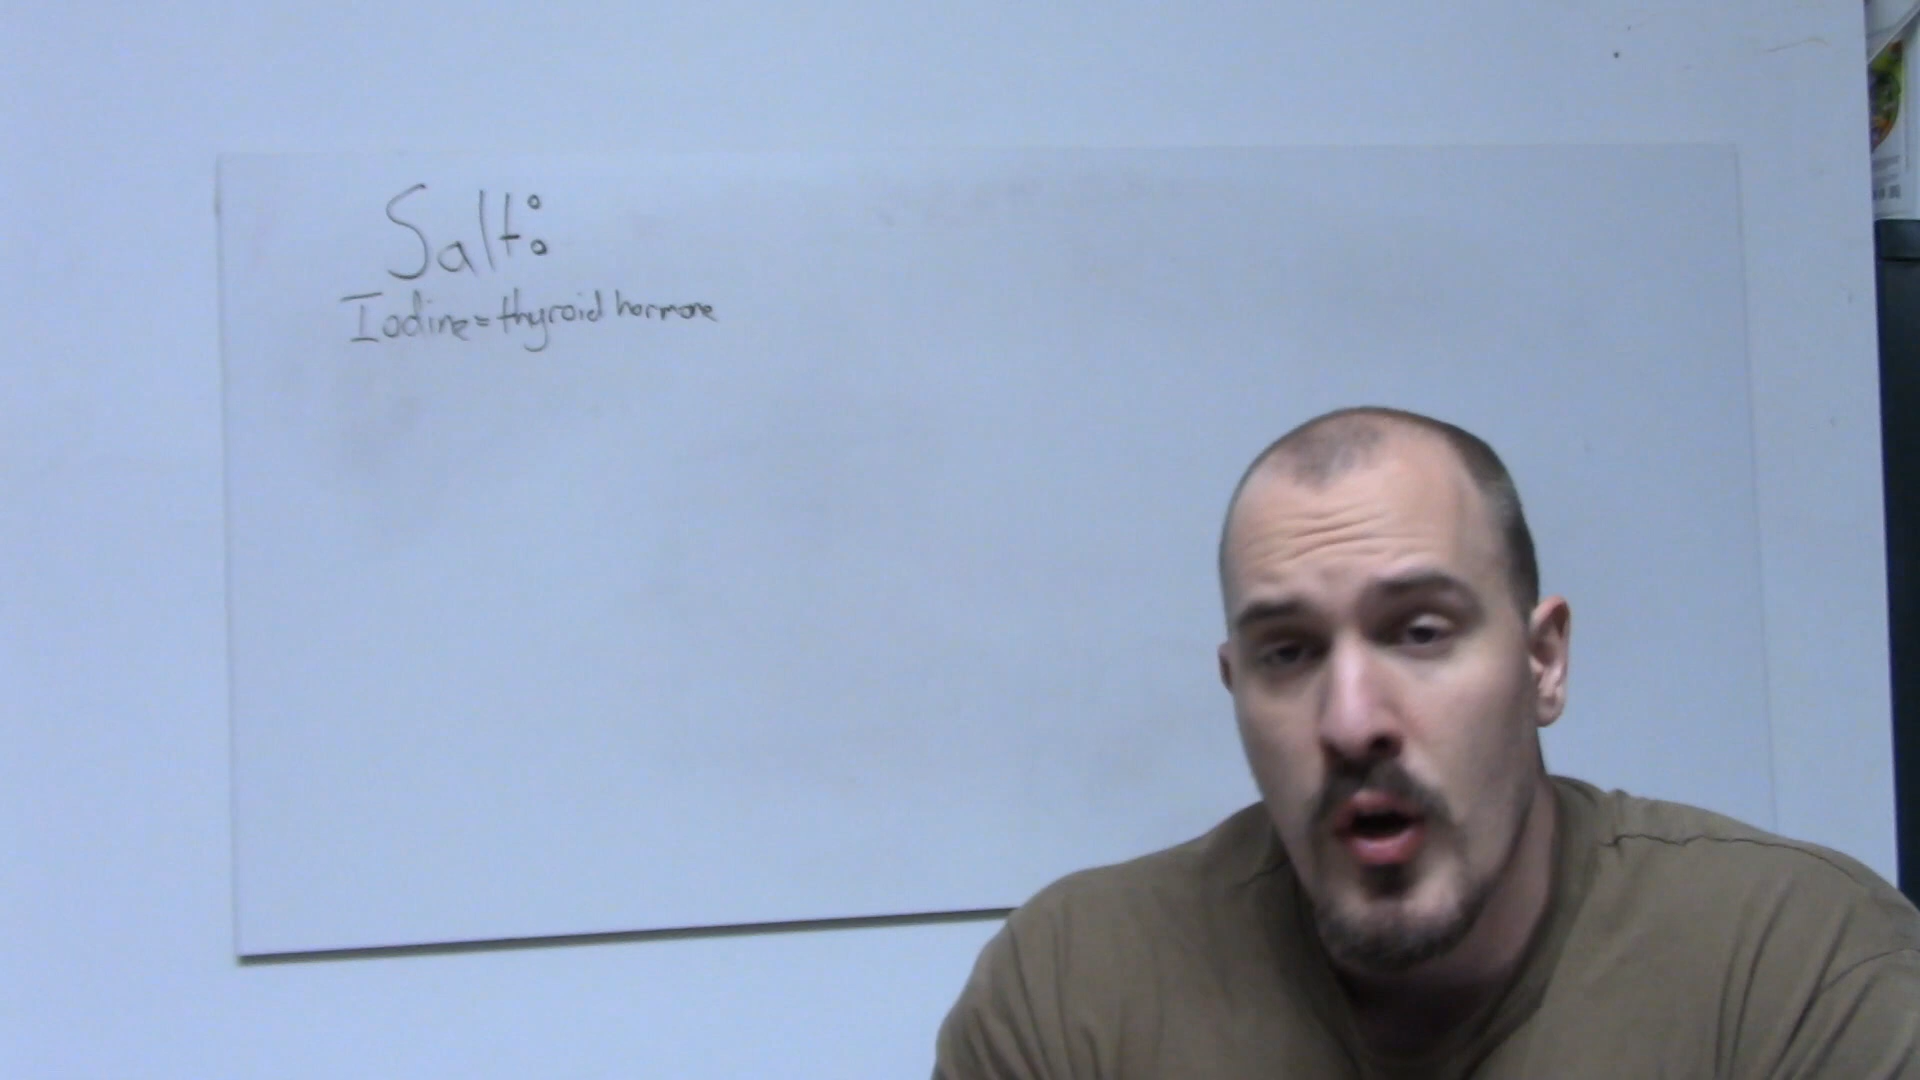 Salt:
Iodine = thyroid hormone